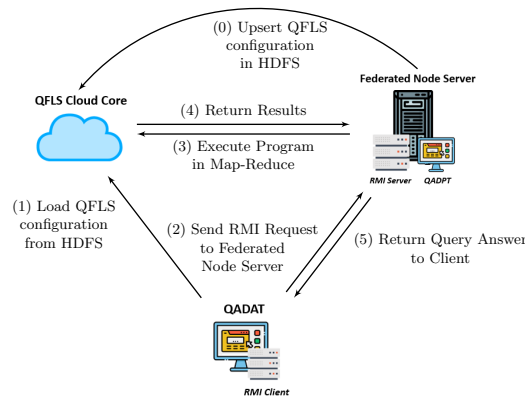 (0) Upsert QFLS
configuration
in HDFS
Federated Node Server
QFLS Cloud Core
(4) Return Results
(3) Execute Program
in Map-Reduce
RMI Server
QADPT
(1) Load QFLS
configuration
from HDFS
(2) Send RMI Request
to Federated
Node Server
(5) Return Query Answer
to Client
QADAT
RMI Client